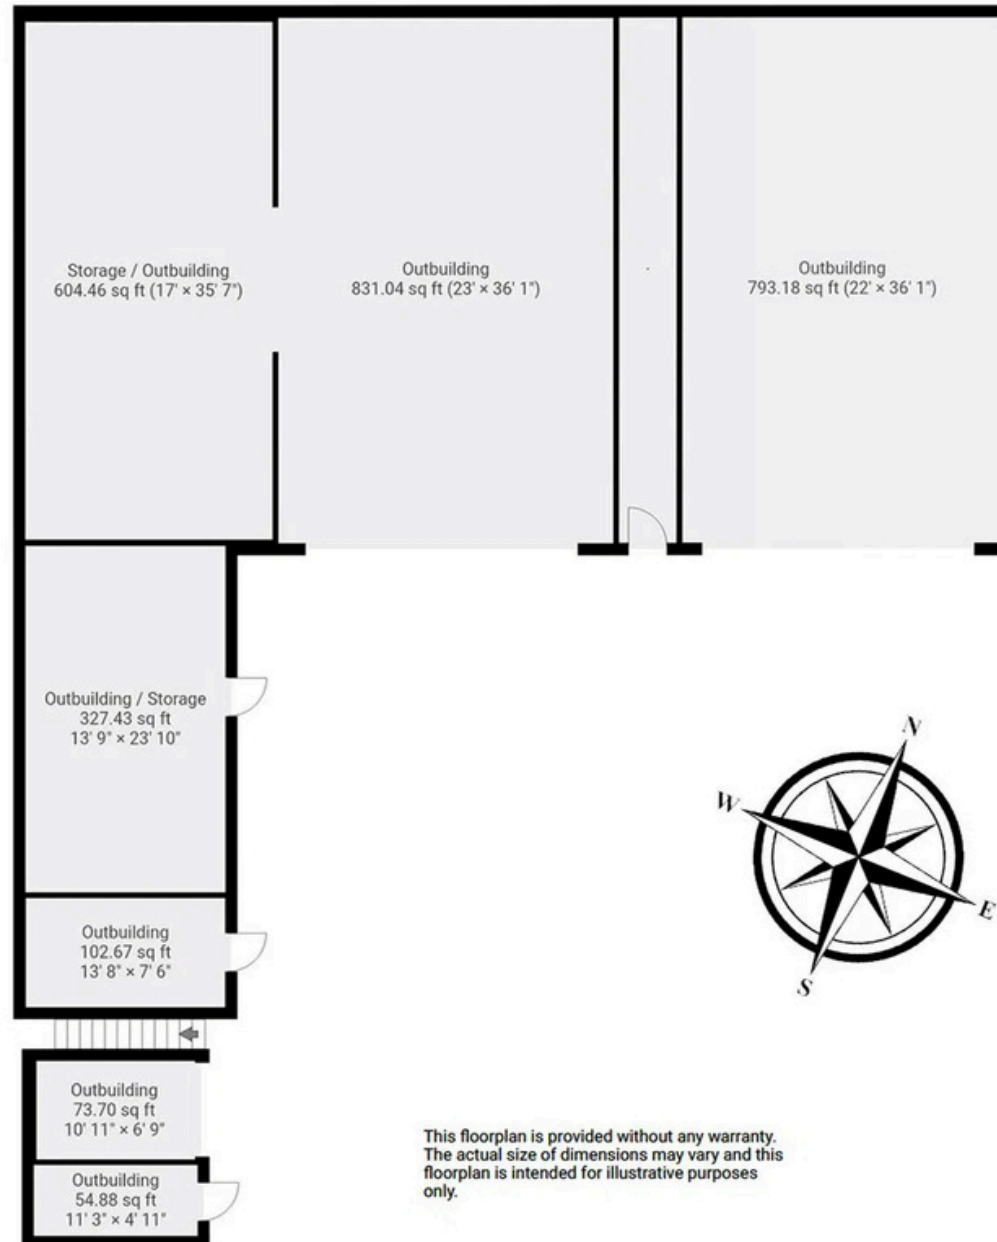 Storage / Outbuilding
604.46 sq ft (17' × 35' 7")
Outbuilding
831.04 sq ft (23' × 36' 1")
Outbuilding
793.18 sq ft (22' × 36' 1")
Outbuilding / Storage
327.43 sq ft
13' 9" × 23' 10"
N
W
E
S
Outbuilding
102.67 sq ft
13' 8" × 7' 6"
Outbuilding
73.70 sq ft
10' 11" × 6' 9"
Outbuilding
54.88 sq ft
11' 3" × 4' 11"
This floorplan is provided without any warranty.
The actual size of dimensions may vary and this
floorplan is intended for illustrative purposes
only.